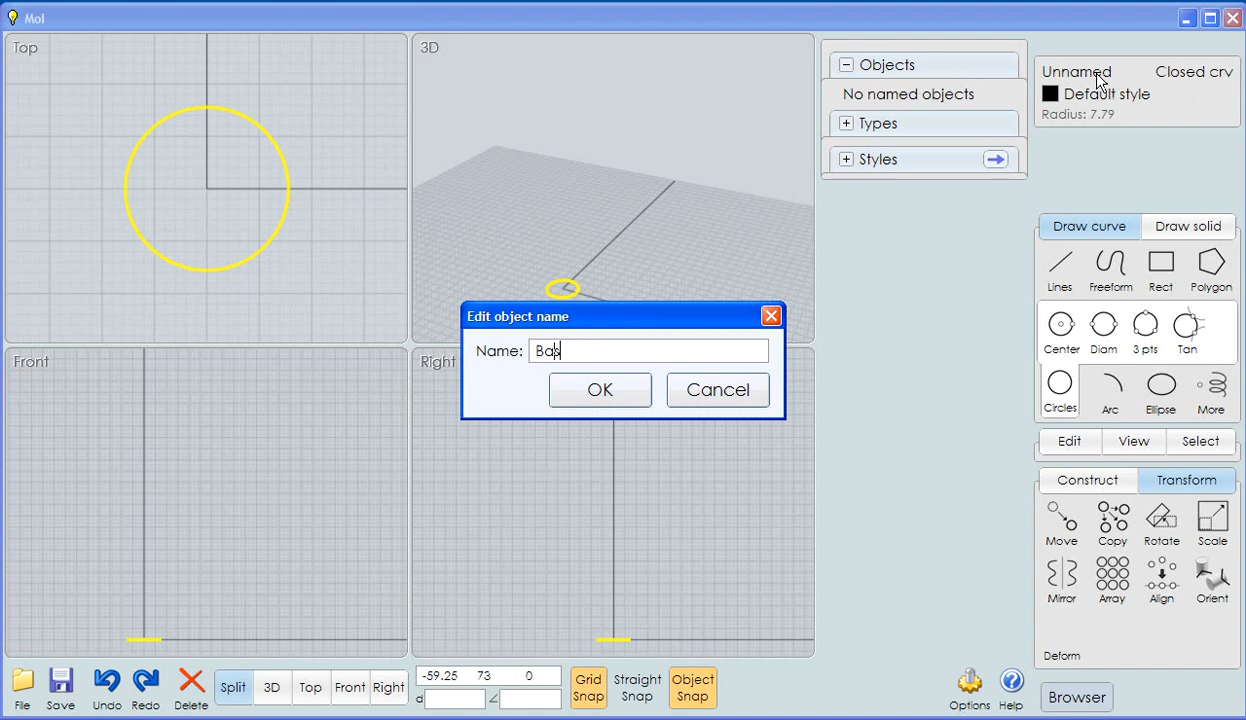 MoI
Top
3D
Front
Right
Objects
No named objects
Types
Styles
Unnamed Closed crv
Default style
Radius: 7.79
Draw curve Draw solid
Lines Freeform Rect Polygon
Center Diam 3 pts Tan
Circles Arc Ellipse More
Edit View Select
Construct Transform
Move Copy Rotate Scale
Mirror Array Align Orient
Deform
Edit object name
Name: Bas
OK Cancel
File Save Undo Redo Delete
Split 3D Top Front Right
-59.25 73 0
d
Grid Snap
Straight Snap
Object Snap
Options Help
Browser